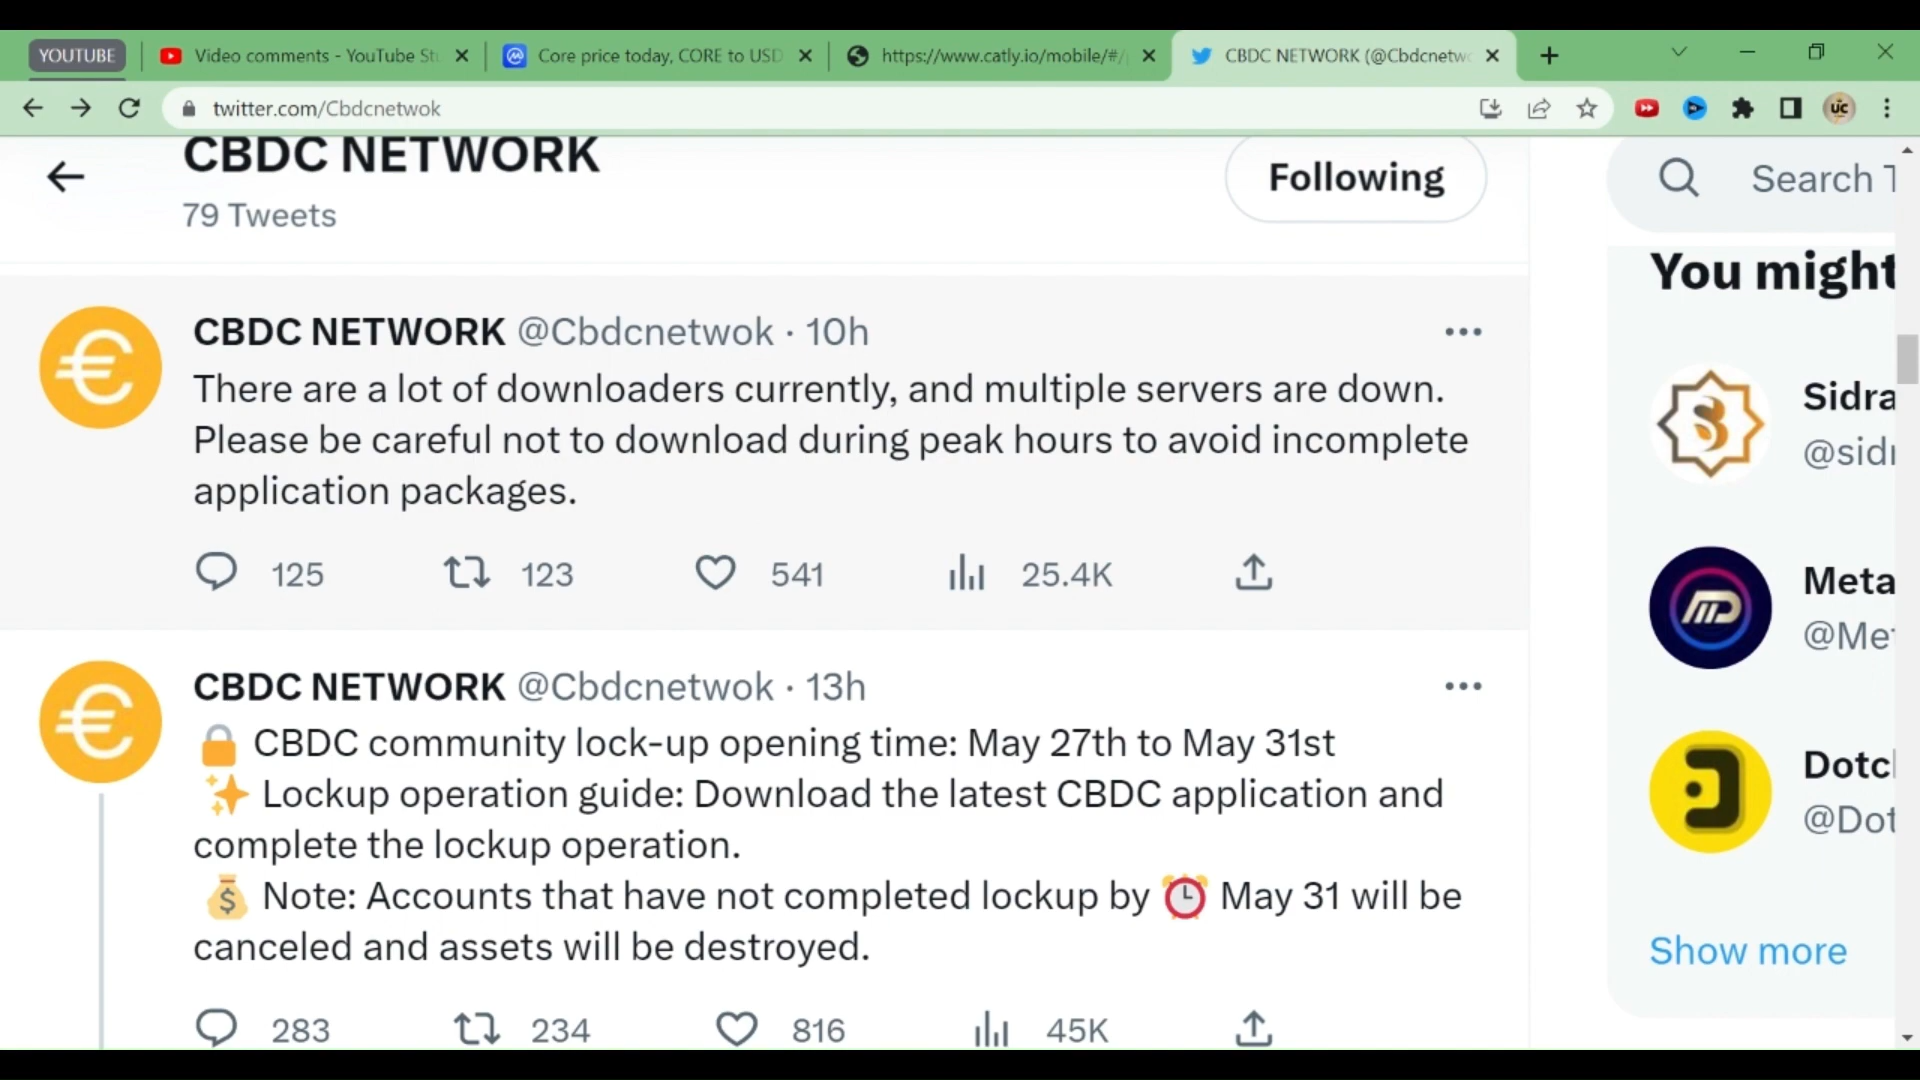 YOUTUBE
Video comments - YouTube St
Core price today, CORE to USD
https://www.catly.io/mobile/#/
CBDC NETWORK (@Cbdcnetwo
twitter.com/Cbdcnetwok
UC
CBDC NETWORK
79 Tweets
Following
Search T
You might
CBDC NETWORK @Cbdcnetwok · 10h
There are a lot of downloaders currently, and multiple servers are down.
Please be careful not to download during peak hours to avoid incomplete
application packages.
125 123 541 25.4K
CBDC NETWORK @Cbdcnetwok · 13h
🔒 CBDC community lock-up opening time: May 27th to May 31st
✨ Lockup operation guide: Download the latest CBDC application and
complete the lockup operation.
💰 Note: Accounts that have not completed lockup by ⏰ May 31 will be
canceled and assets will be destroyed.
283 234 816 45K
Sidra
@sidr
Meta
@Met
Dotc
@Dot
Show more